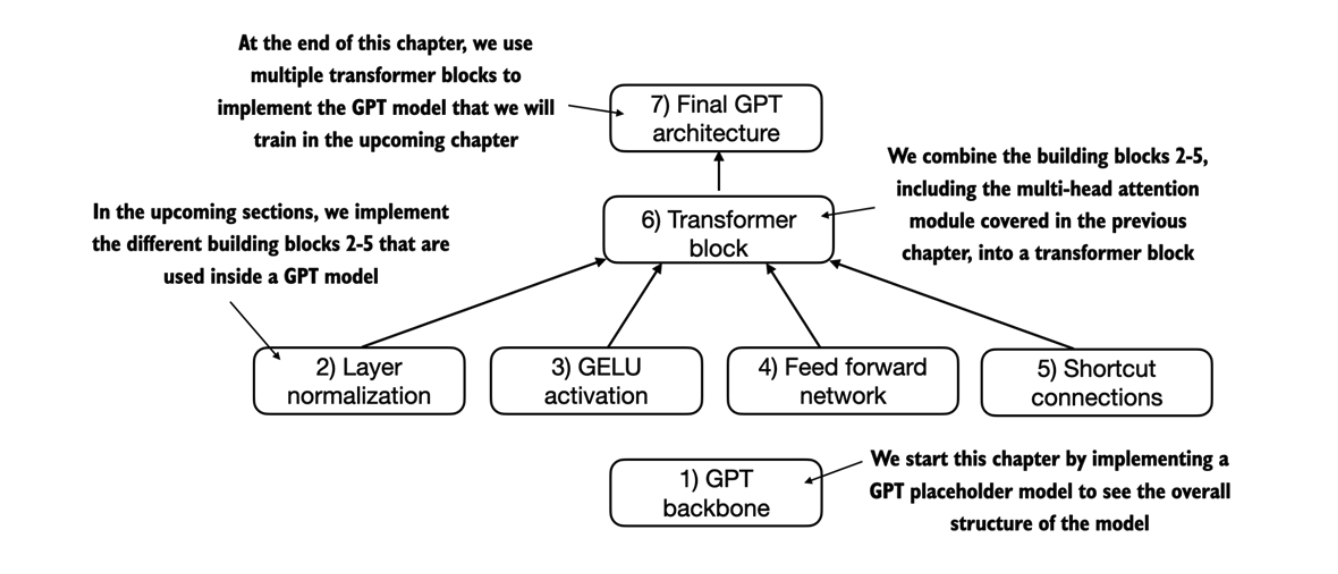 At the end of this chapter, we use
multiple transformer blocks to
implement the GPT model that we will
train in the upcoming chapter
7) Final GPT
architecture
We combine the building blocks 2-5,
including the multi-head attention
module covered in the previous
chapter, into a transformer block
In the upcoming sections, we implement
the different building blocks 2-5 that are
used inside a GPT model
6) Transformer
block
2) Layer
normalization
3) GELU
activation
4) Feed forward
network
5) Shortcut
connections
1) GPT
backbone
We start this chapter by implementing a
GPT placeholder model to see the overall
structure of the model